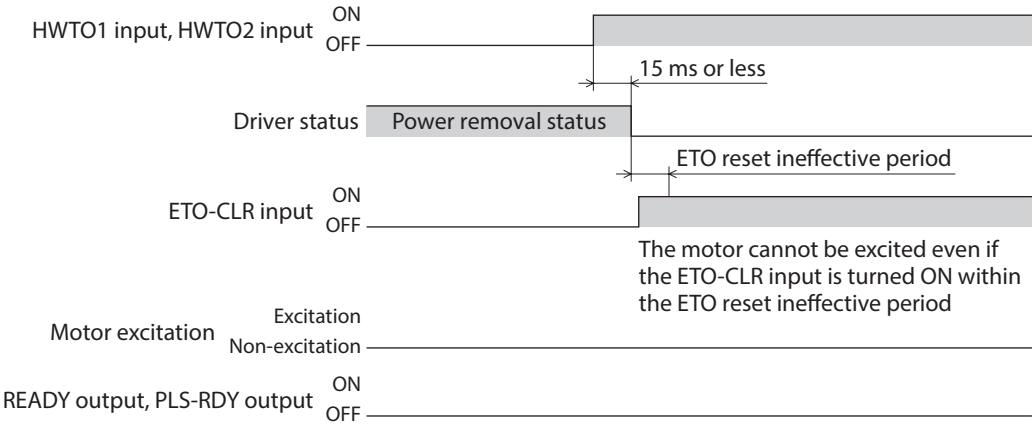 HWTO1 input, HWTO2 input
ON
OFF
15 ms or less
Driver status
Power removal status
ETO reset ineffective period
ETO-CLR input
ON
OFF
The motor cannot be excited even if
the ETO-CLR input is turned ON within
the ETO reset ineffective period
Motor excitation
Excitation
Non-excitation
READY output, PLS-RDY output
ON
OFF